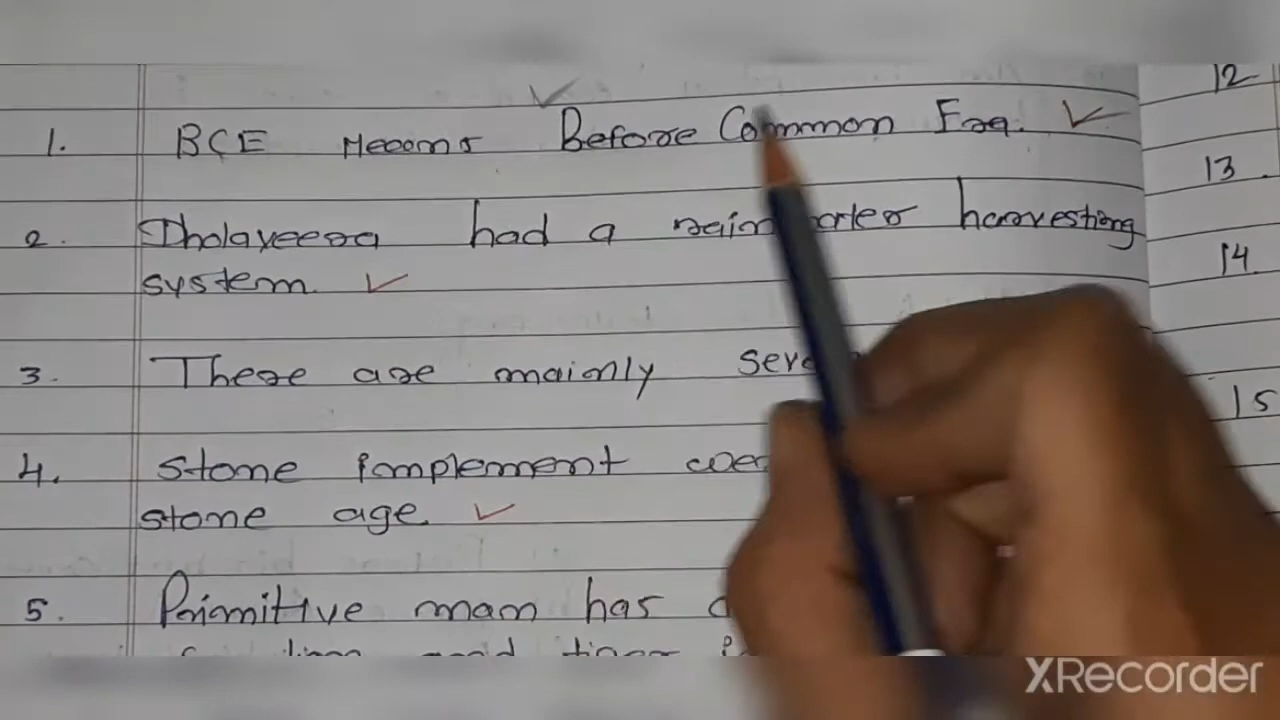 1. BCE Means Before Common Era.
2. Dholaveera had a rain harvesting
system.
3. There are mainly
4. Stone implement
stone age.
5. Primitive man has
12
13.
14.
15
XRecorder